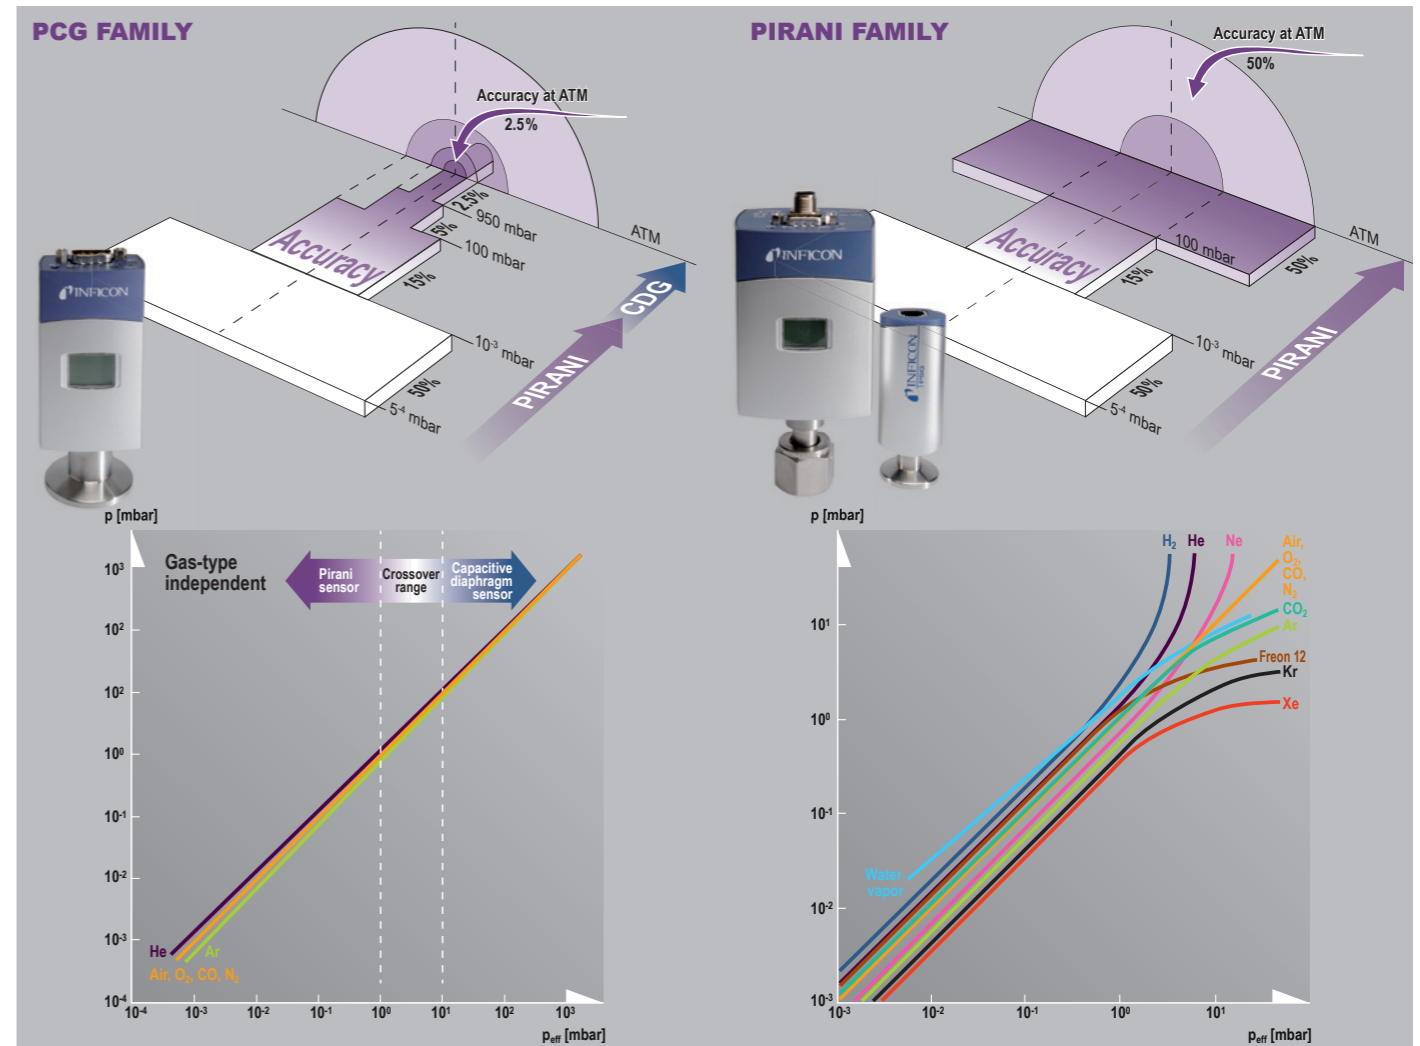 PCG FAMILY
Accuracy at ATM
2.5%
2.5%
950 mbar
5%
100 mbar
ATM
Accuracy
15%
CDG
PIRANI
10-3 mbar
50%
5-4 mbar
INFICON
PIRANI FAMILY
Accuracy at ATM
50%
ATM
100 mbar
50%
Accuracy
15%
PIRANI
10-3 mbar
50%
5-4 mbar
INFICON
INFICON
p [mbar]
Gas-type
independent
Pirani
sensor
Crossover
range
Capacitive
diaphragm
sensor
10³
10²
10²
10⁰
10-1
10-2
10-3
10-4
He
Ar
Air, O₂, CO, N₂
10-4
10-3
10-2
10-1
10⁰
10¹
10²
10³
peff [mbar]
p [mbar]
H₂
He
Ne
Air,
O₂,
CO,
N₂
CO₂
Ar
Freon 12
Kr
Xe
Water
vapor
10¹
10⁰
10-1
10-2
10-3
10-3
10-2
10-1
10⁰
10¹
peff [mbar]